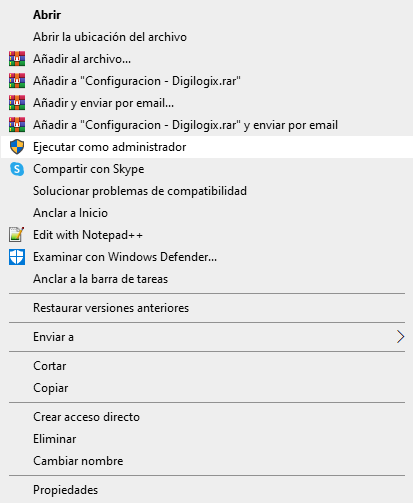 Abrir
Abrir la ubicación del archivo
Añadir al archivo...
Añadir a "Configuracion - Digilogix.rar"
Añadir y enviar por email...
Añadir a "Configuracion - Digilogix.rar" y enviar por email
Ejecutar como administrador
Compartir con Skype
Solucionar problemas de compatibilidad
Anclar a Inicio
Edit with Notepad++
Examinar con Windows Defender...
Anclar a la barra de tareas
Restaurar versiones anteriores
Enviar a
Cortar
Copiar
Crear acceso directo
Eliminar
Cambiar nombre
Propiedades